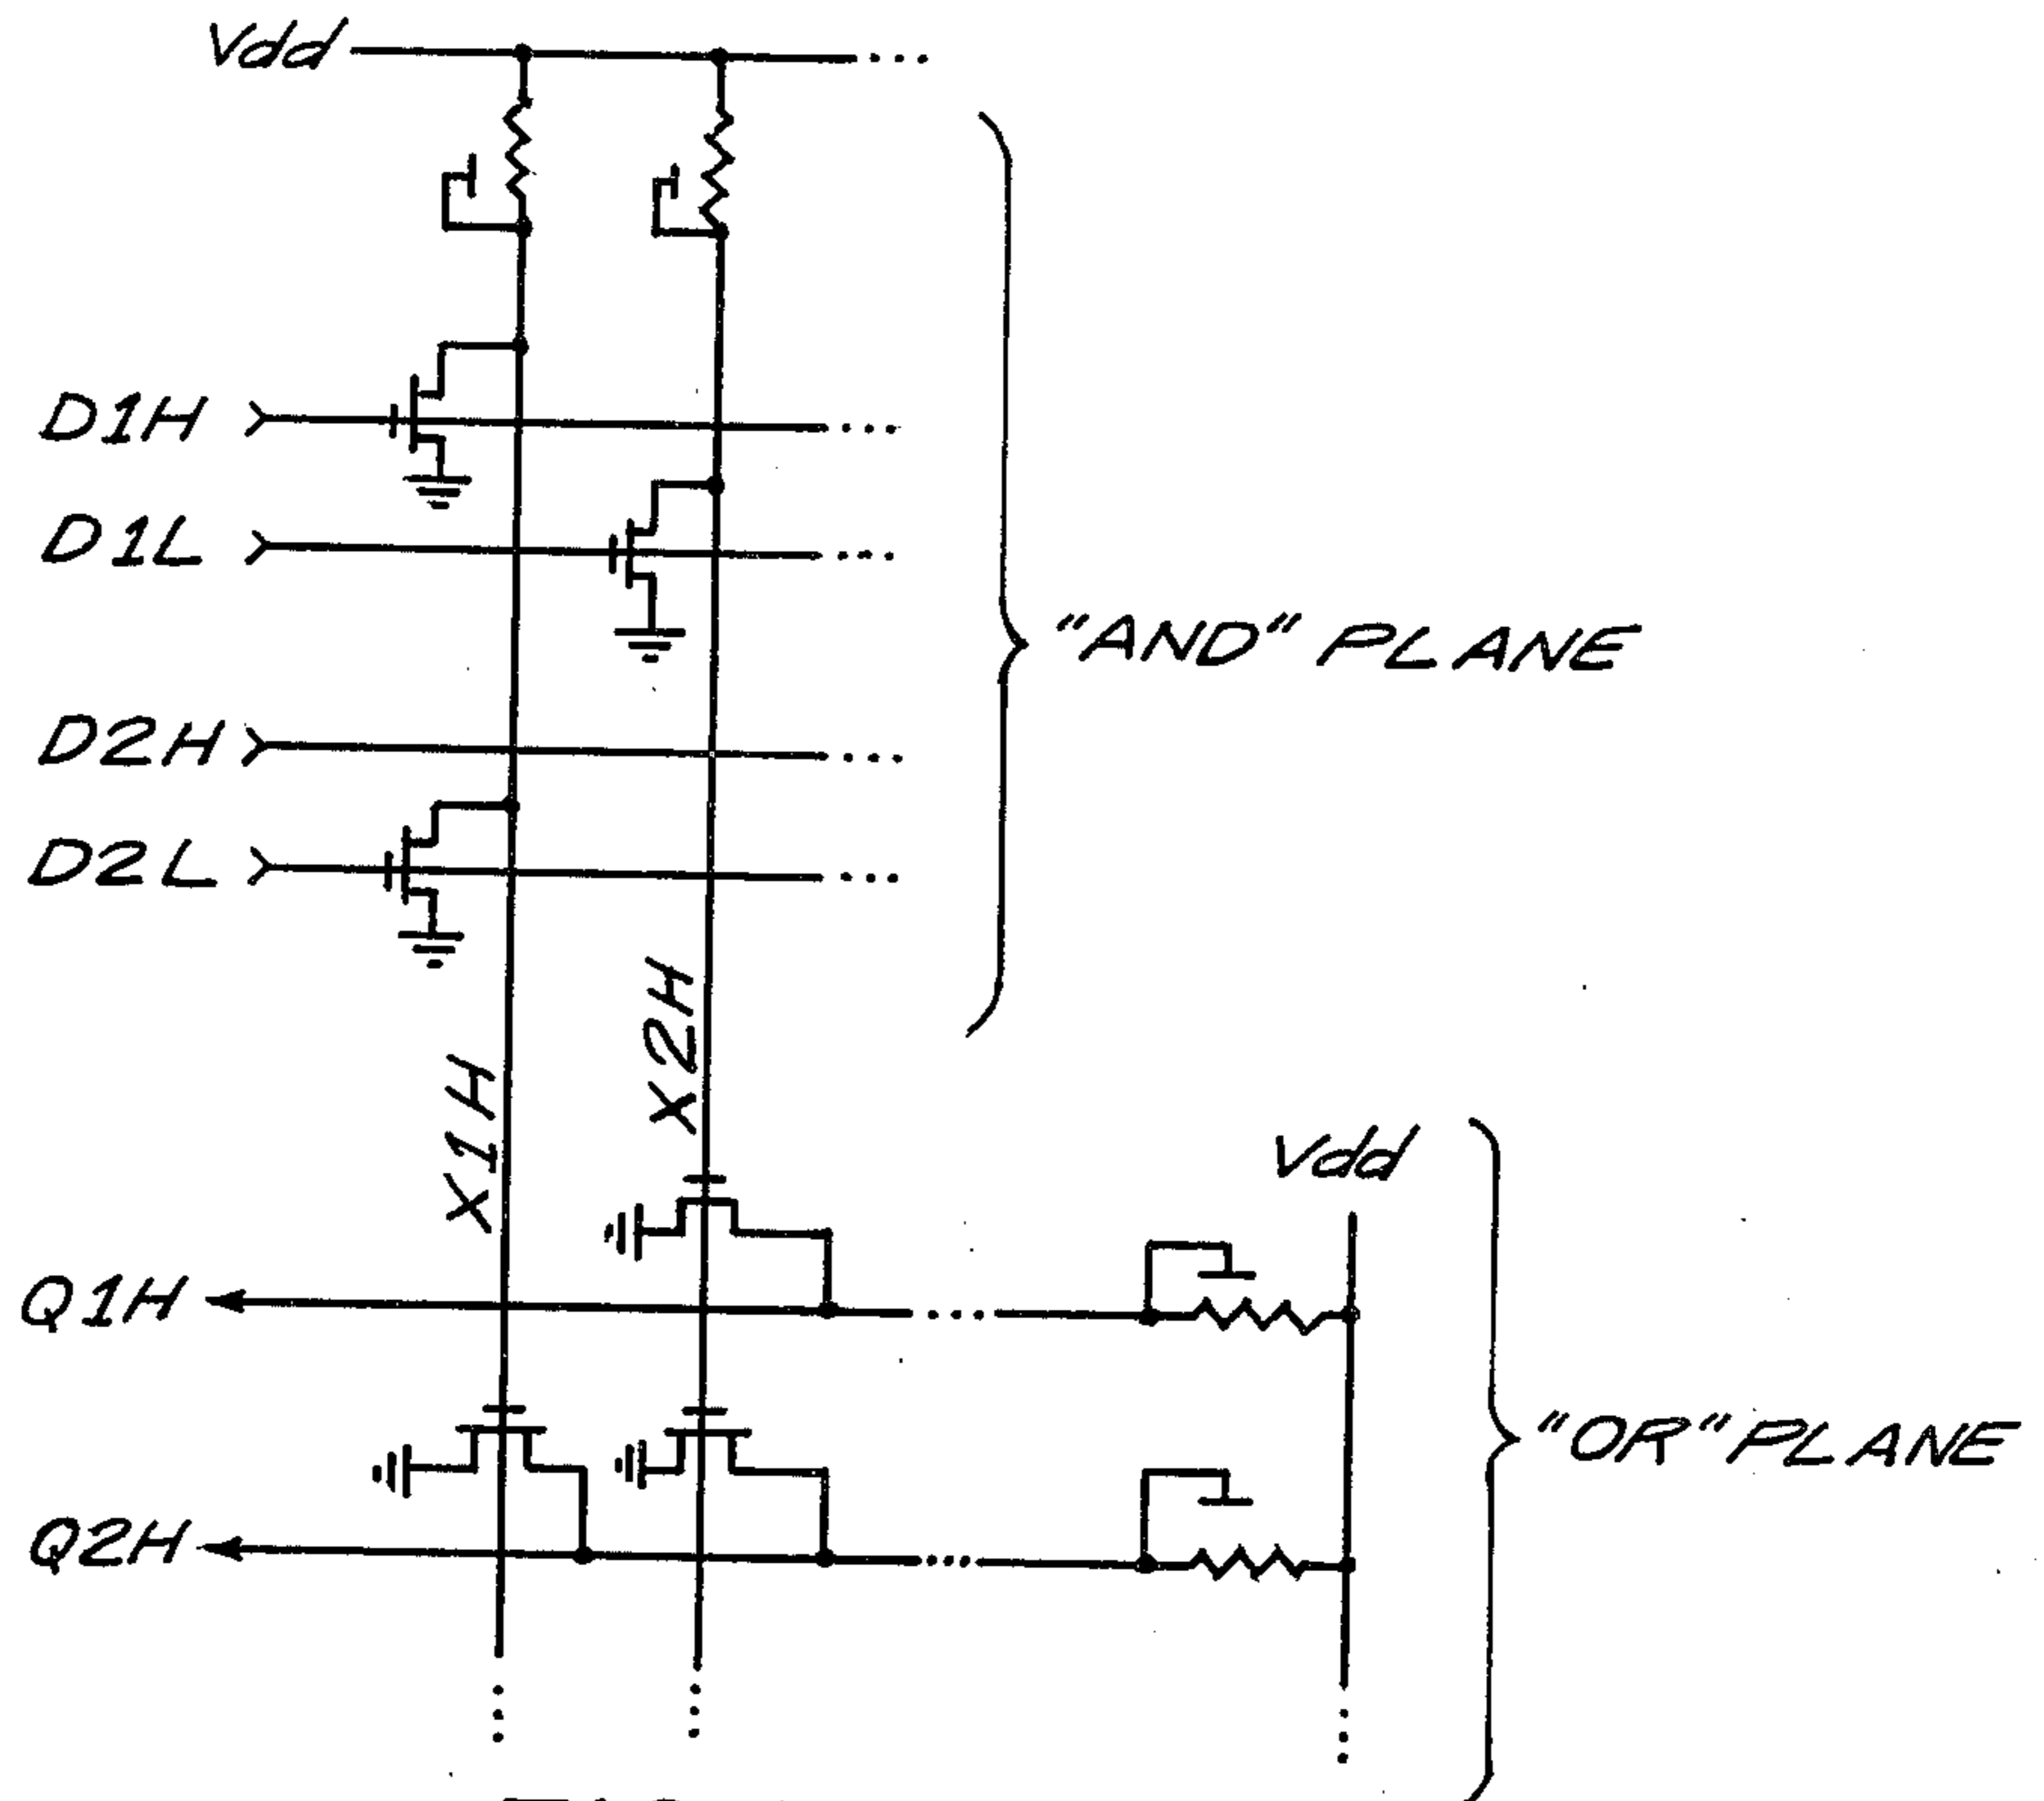 Vdd
D1H
D1L
"AND" PLANE
D2H
D2L
X2H
X1H
Vdd
Q1H
"OR" PLANE
Q2H